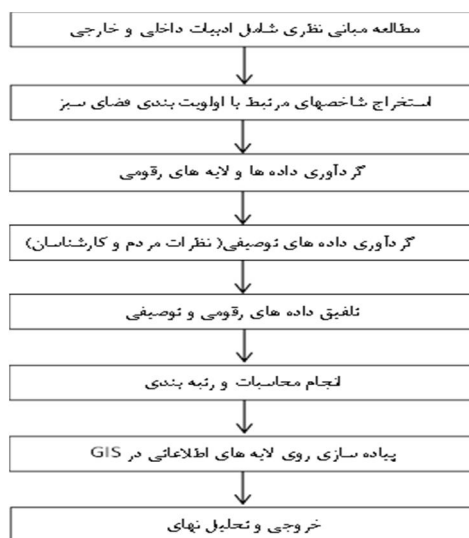 مطالعه مبانی نظری شامل ادبیات داخلی و خارجی
استخراج شاخصهای مرتبط با اولویت بندی فضای سبز
گردآوری داده ها و لایه های رقومی
گردآوری داده های توصیفی( نظرات مردم و کارشناسان)
تلفیق داده های رقومی و توصیفی
انجام محاسبات و رتبه بندی
پیاده سازی روی لایه های اطلاعاتی در GIS
خروجی و تحلیل نهای